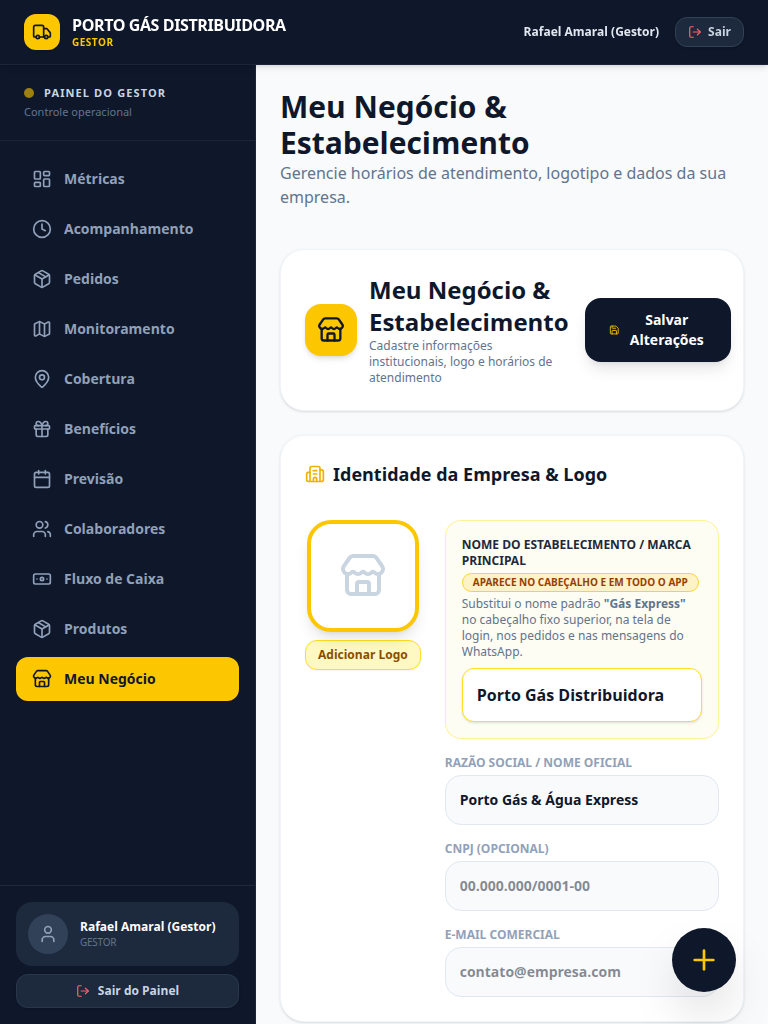 PORTO GÁS DISTRIBUIDORA
GESTOR
Rafael Amaral (Gestor)
Sair
PAINEL DO GESTOR
Controle operacional
Métricas
Acompanhamento
Pedidos
Monitoramento
Cobertura
Benefícios
Previsão
Colaboradores
Fluxo de Caixa
Produtos
Meu Negócio
Rafael Amaral (Gestor)
GESTOR
Sair do Painel
Meu Negócio &
Estabelecimento
Gerencie horários de atendimento, logotipo e dados da sua
empresa.
Meu Negócio &
Estabelecimento
Cadastre informações
institucionais, logo e horários de
atendimento
Salvar
Alterações
Identidade da Empresa & Logo
Adicionar Logo
NOME DO ESTABELECIMENTO / MARCA
PRINCIPAL
APARECE NO CABEÇALHO E EM TODO O APP
Substitui o nome padrão "Gás Express"
no cabeçalho fixo superior, na tela de
login, nos pedidos e nas mensagens do
WhatsApp.
Porto Gás Distribuidora
RAZÃO SOCIAL / NOME OFICIAL
Porto Gás & Água Express
CNPJ (OPCIONAL)
00.000.000/0001-00
E-MAIL COMERCIAL
contato@empresa.com